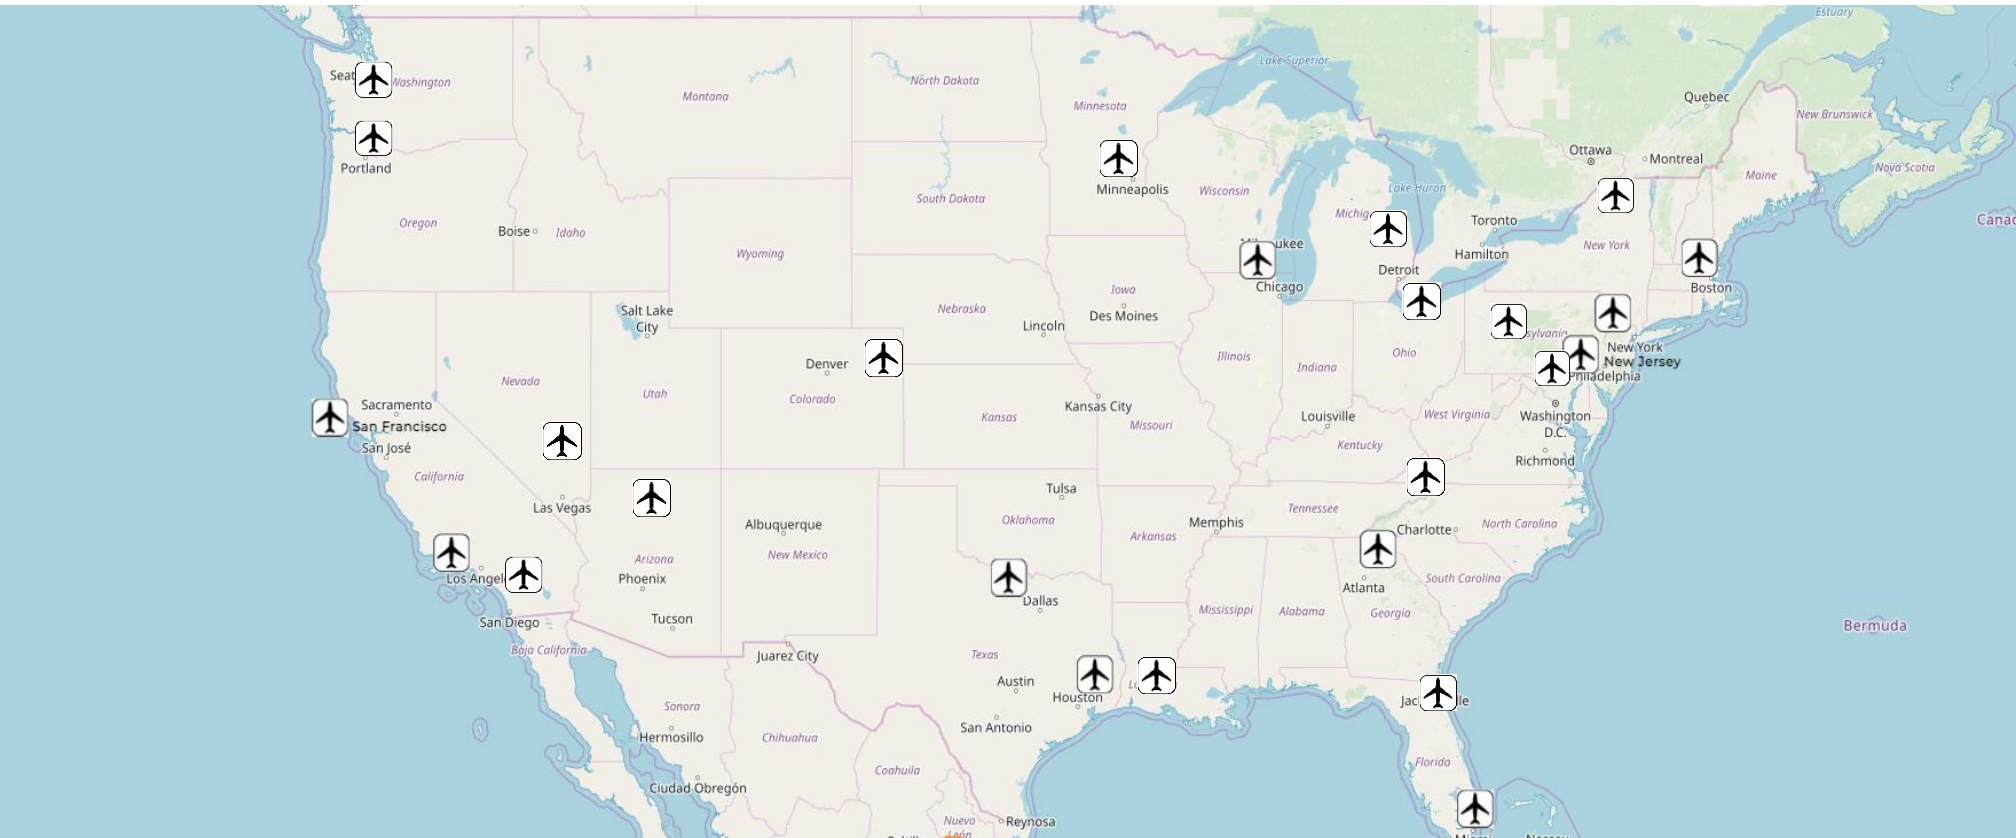 Estuary
Lake Superior
Seat
Washington
North Dakota
Montana
Minnesota
Quebec
New Brunswick
Portland
Ottawa
Montreal
Maine
Nova Scotia
Minneapolis
Wisconsin
Lake Huron
South Dakota
Michig
Toronto
Oregon
Boise
Idaho
Wyoming
ukee
New York
Hamilton
Detroit
Chicago
Boston
Iowa
Des Moines
Nebraska
Salt Lake
City
Lincoln
sylvania
New York
New Jersey
Philadelphia
Denver
Illinois
Indiana
Ohio
Nevada
Utah
Colorado
Sacramento
San Francisco
San José
Kansas City
Kansas
Missouri
Louisville
Kentucky
West Virginia
Washington
D.C.
Richmond
California
Las Vegas
Tulsa
Oklahoma
Albuquerque
New Mexico
Arkansas
Memphis
Tennessee
Charlotte
North Carolina
Arizona
Phoenix
Los Angel
Dallas
Atlanta
South Carolina
Georgia
Mississippi
Alabama
Tucson
San Diego
Baja California
Juarez City
Texas
Austin
Houston
San Antonio
Jac
lle
Bermuda
Sonora
Hermosillo
Chihuahua
Coahuila
Florida
Ciudad Obregón
Nuevo
León
Reynosa